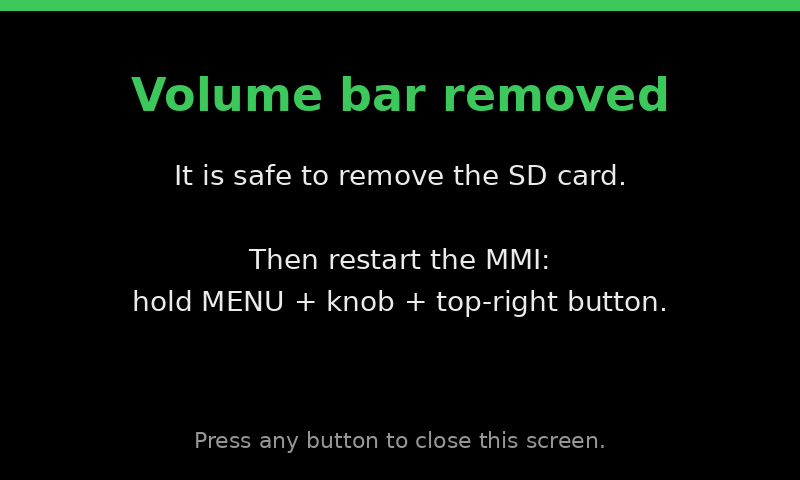 Volume bar removed
It is safe to remove the SD card.
Then restart the MMI:
hold MENU + knob + top-right button.
Press any button to close this screen.